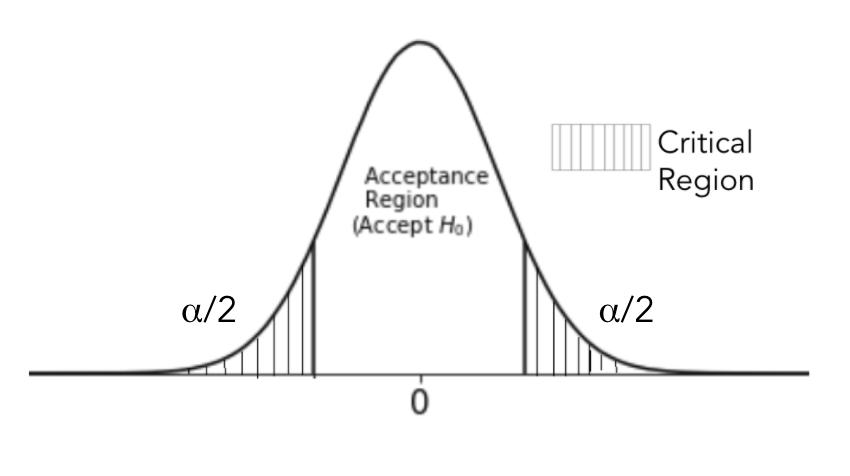 Critical
Region
Acceptance
Region
(Accept H₀)
α/2
α/2
0